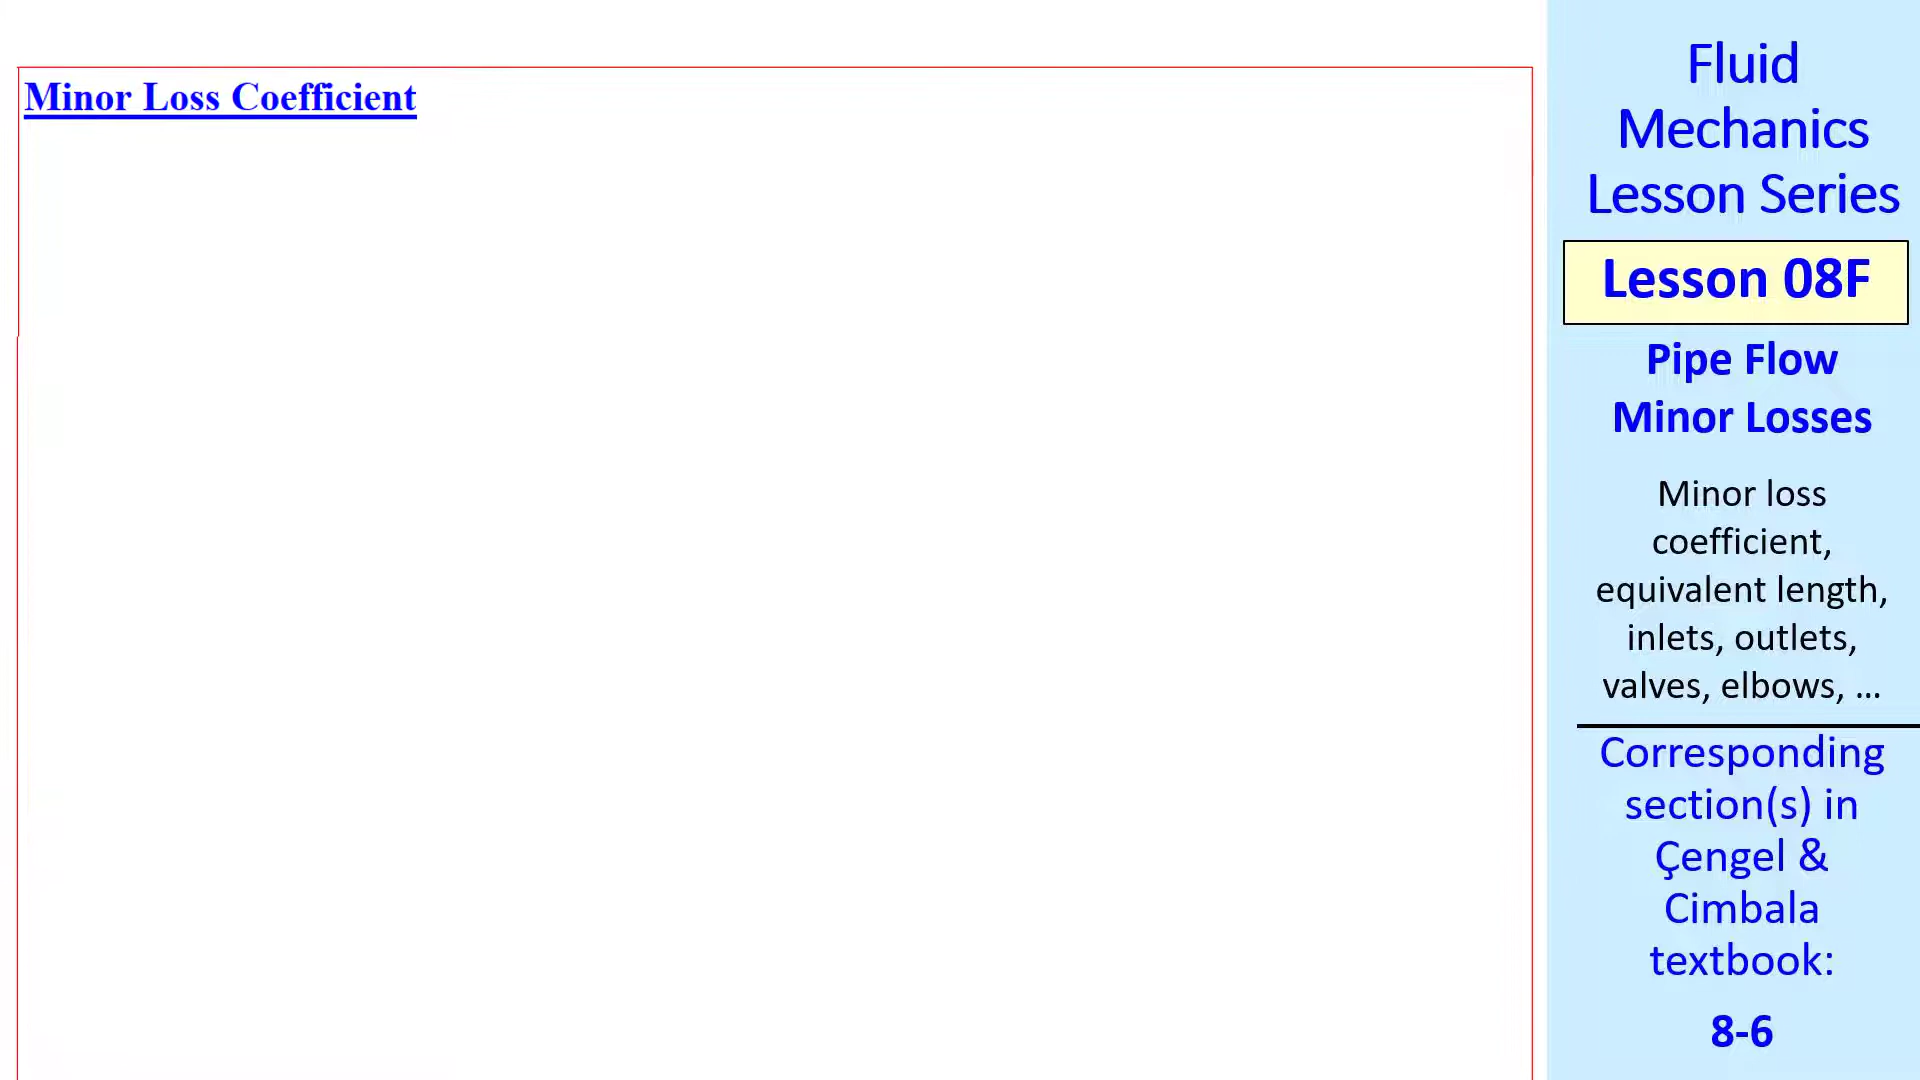 Minor Loss Coefficient
Fluid
Mechanics
Lesson Series
Lesson 08F
Pipe Flow
Minor Losses
Minor loss
coefficient,
equivalent length,
inlets, outlets,
valves, elbows, ...
Corresponding
section(s) in
Çengel &
Cimbala
textbook:
8-6